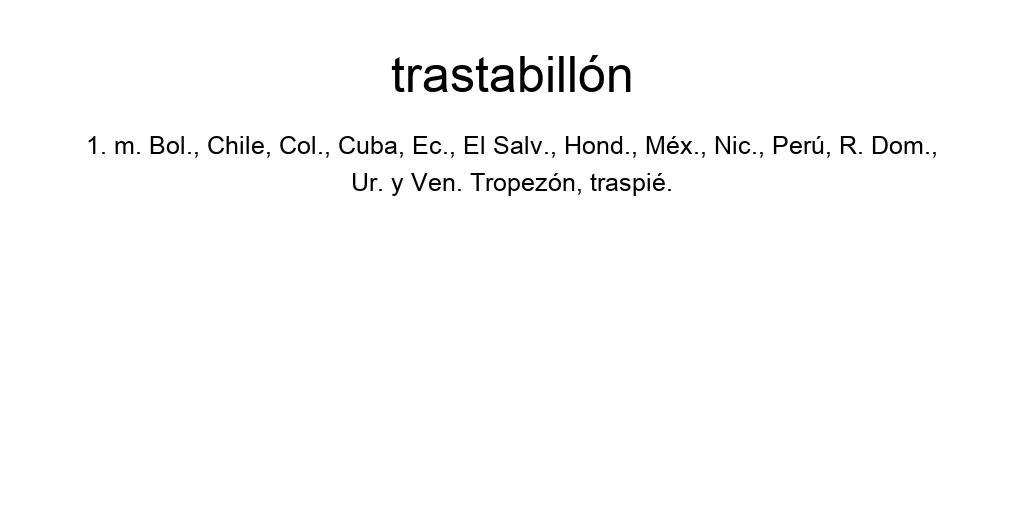 trastabillón
1. m. Bol., Chile, Col., Cuba, Ec., El Salv., Hond., Méx., Nic., Perú, R. Dom.,
Ur. y Ven. Tropezón, traspié.